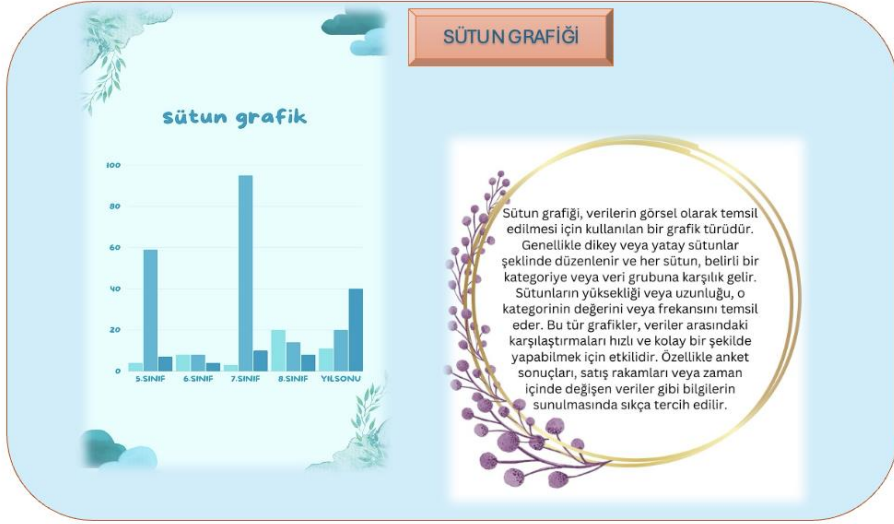 SÜTUN GRAFİĞİ
sütun grafik
100
80
60
40
20
0
5.SINIF 6.SINIF 7.SINIF 8.SINIF YILSONU
Sütun grafiği, verilerin görsel olarak temsil
edilmesi için kullanılan bir grafik türüdür.
Genellikle dikey veya yatay sütunlar
şeklinde düzenlenir ve her sütun, belirli bir
kategoriye veya veri grubuna karşılık gelir.
Sütunların yüksekliği veya uzunluğu, o
kategorinin değerini veya frekansını temsil
eder. Bu tür grafikler, veriler arasındaki
karşılaştırmaları hızlı ve kolay bir şekilde
yapabilmek için etkilidir. Özellikle anket
sonuçları, satış rakamları veya zaman
içinde değişen veriler gibi bilgilerin
sunulmasında sıkça tercih edilir.